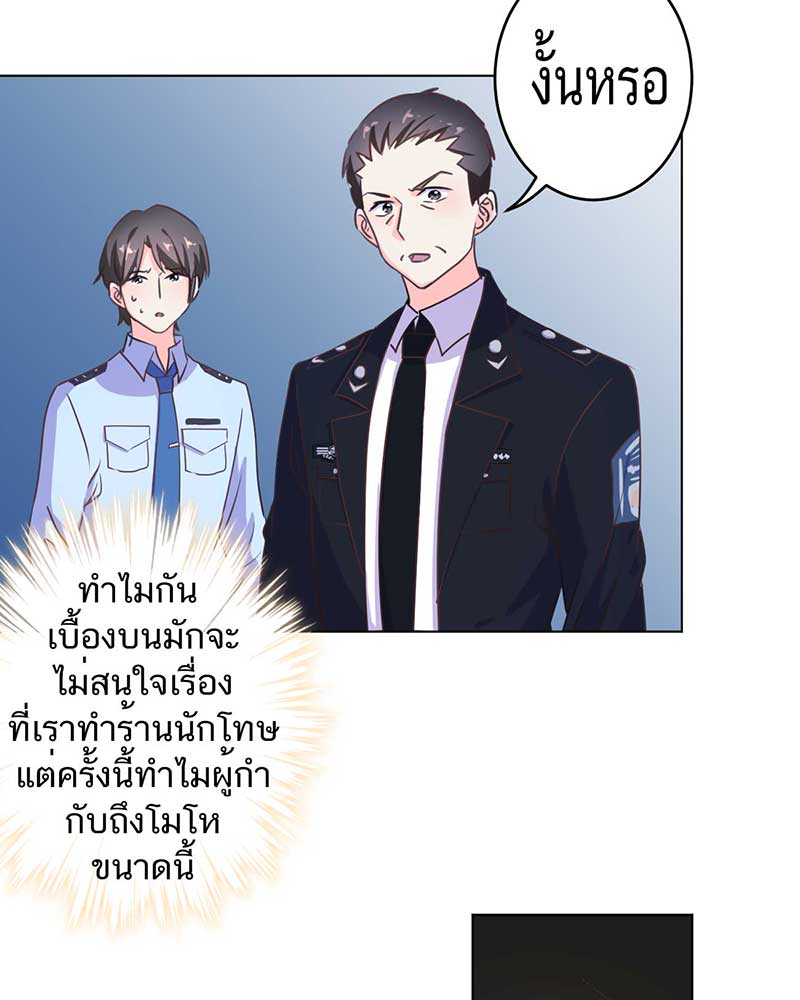 งั้นหรอ
ทำไมกัน
เบื้องบนมักจะ
ไม่สนใจเรื่อง
ที่เราทำร้านนักโทษ
แต่ครั้งนี้ทำไมผู้กำ
กับถึงโมโห
ขนาดนี้